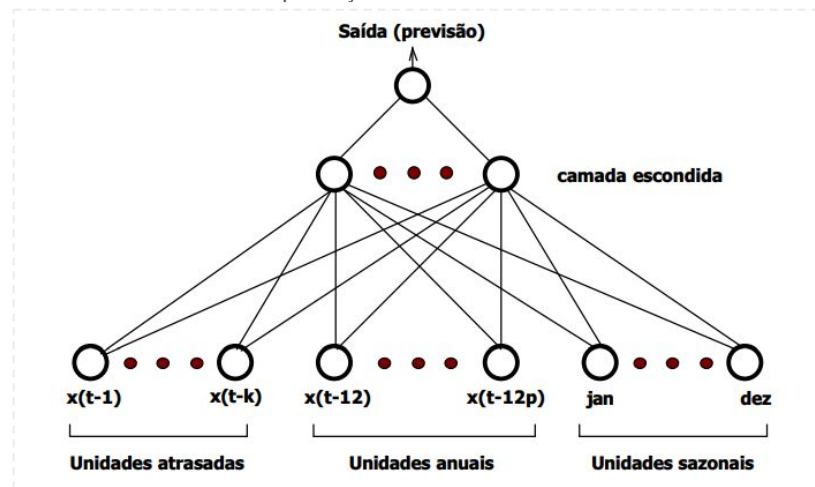 Saída (previsão)
camada escondida
x(t-1) x(t-k) x(t-12) x(t-12p) jan dez
Unidades atrasadas Unidades anuais Unidades sazonais